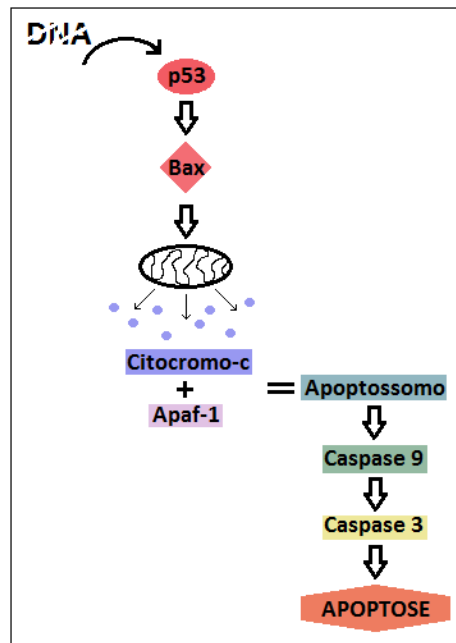 DNA
p53
Bax
Citocromo-c
+
Apaf-1
= Apoptossomo
Caspase 9
Caspase 3
APOPTOSE